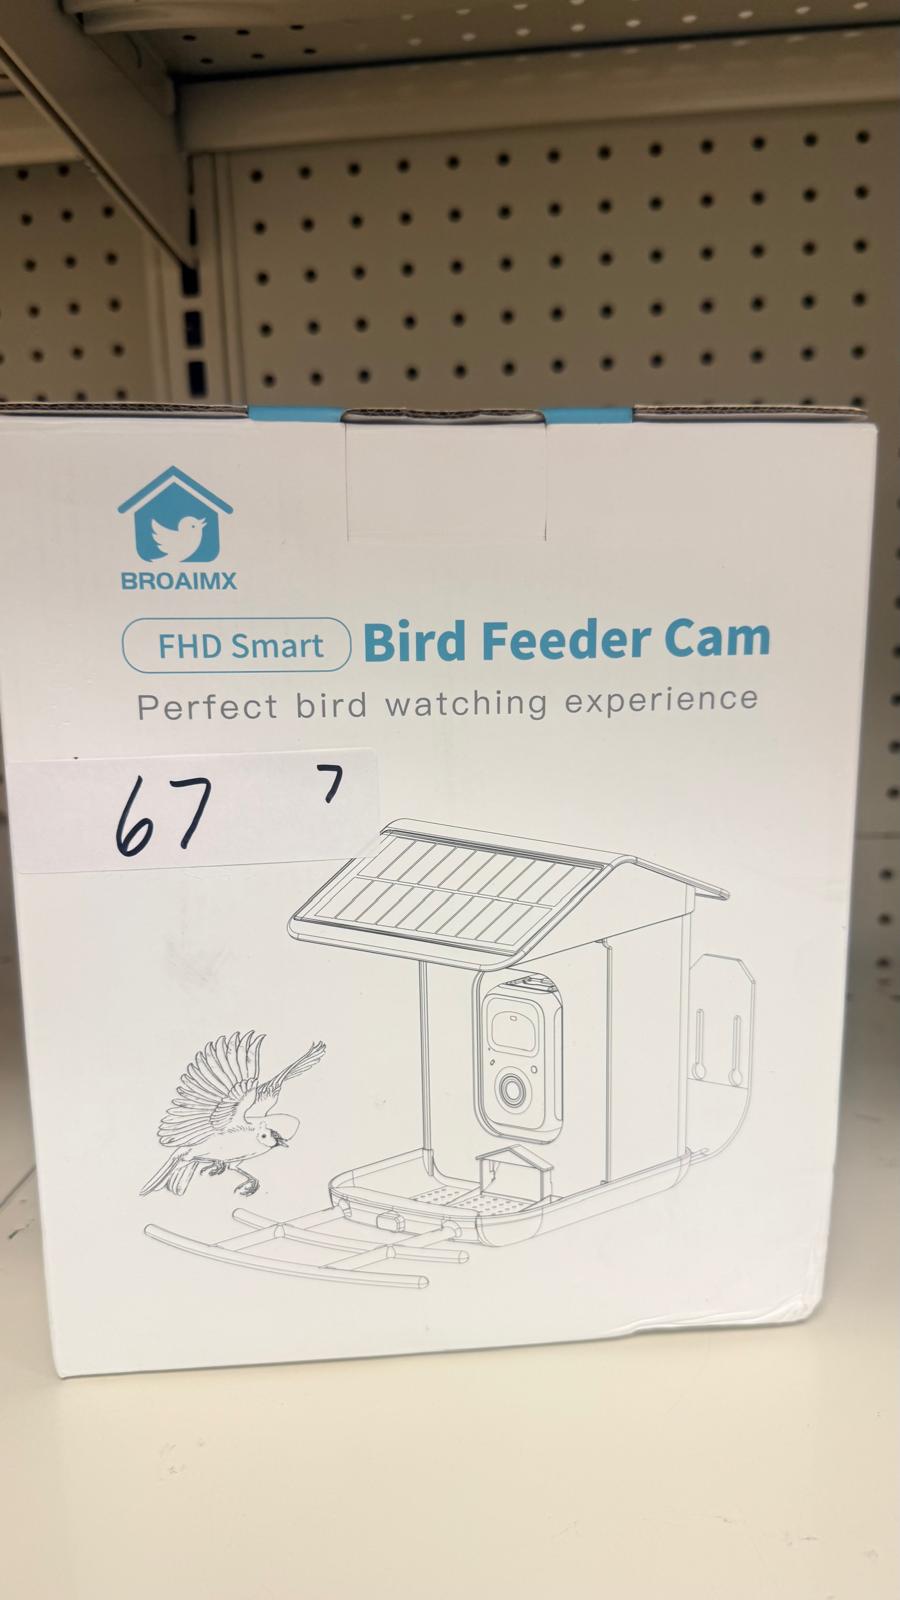 BROAIMX
FHD Smart Bird Feeder Cam
Perfect bird watching experience
67 7